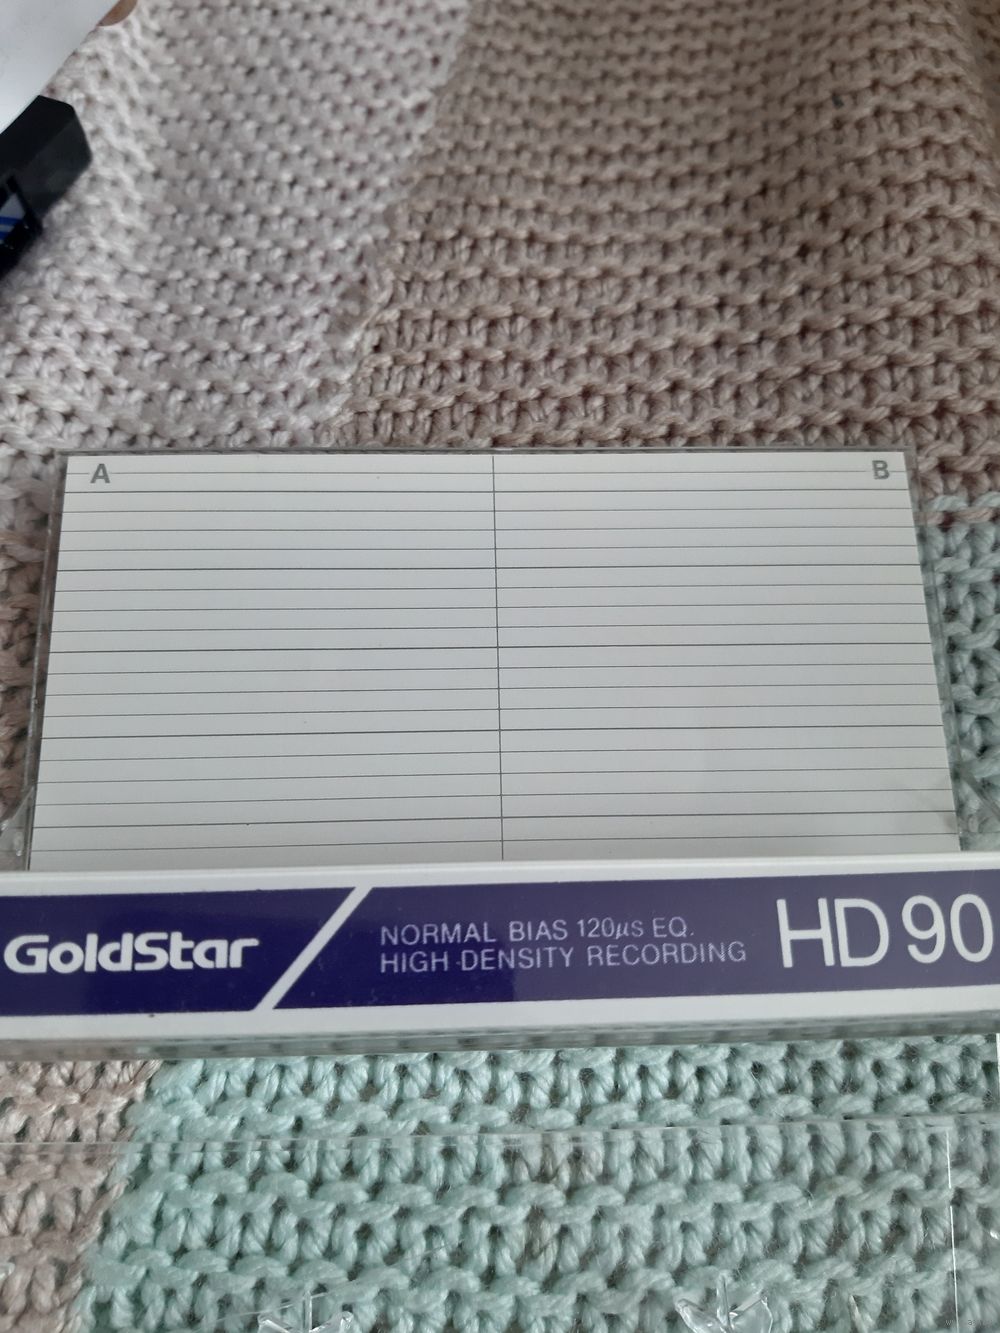 A B
GoldStar
NORMAL BIAS 120µs EQ.
HIGH DENSITY RECORDING
HD 90